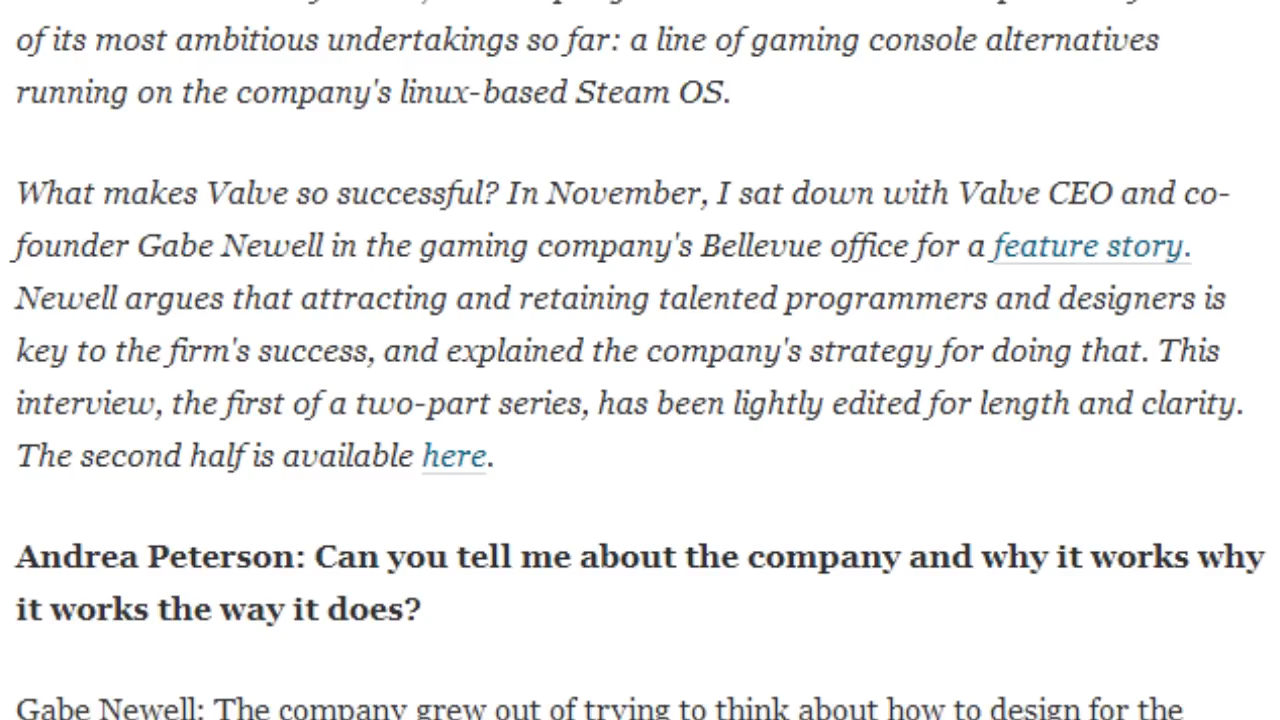 of its most ambitious undertakings so far: a line of gaming console alternatives
running on the company's linux-based Steam OS.
What makes Valve so successful? In November, I sat down with Valve CEO and co-
founder Gabe Newell in the gaming company's Bellevue office for a feature story.
Newell argues that attracting and retaining talented programmers and designers is
key to the firm's success, and explained the company's strategy for doing that. This
interview, the first of a two-part series, has been lightly edited for length and clarity.
The second half is available here.
Andrea Peterson: Can you tell me about the company and why it works why
it works the way it does?
Gabe Newell: The company grew out of trying to think about how to design for the